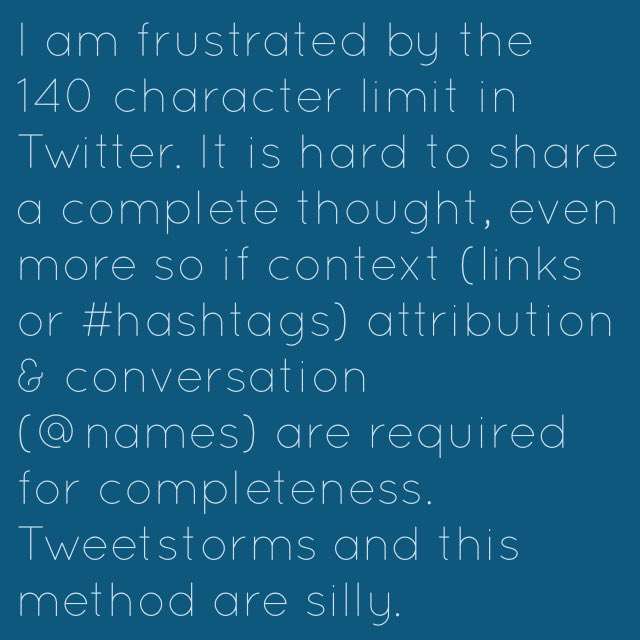 I am frustrated by the
140 character limit in
Twitter. It is hard to share
a complete thought, even
more so if context (links
or #hashtags) attribution
& conversation
(@names) are required
for completeness.
Tweetstorms and this
method are silly.